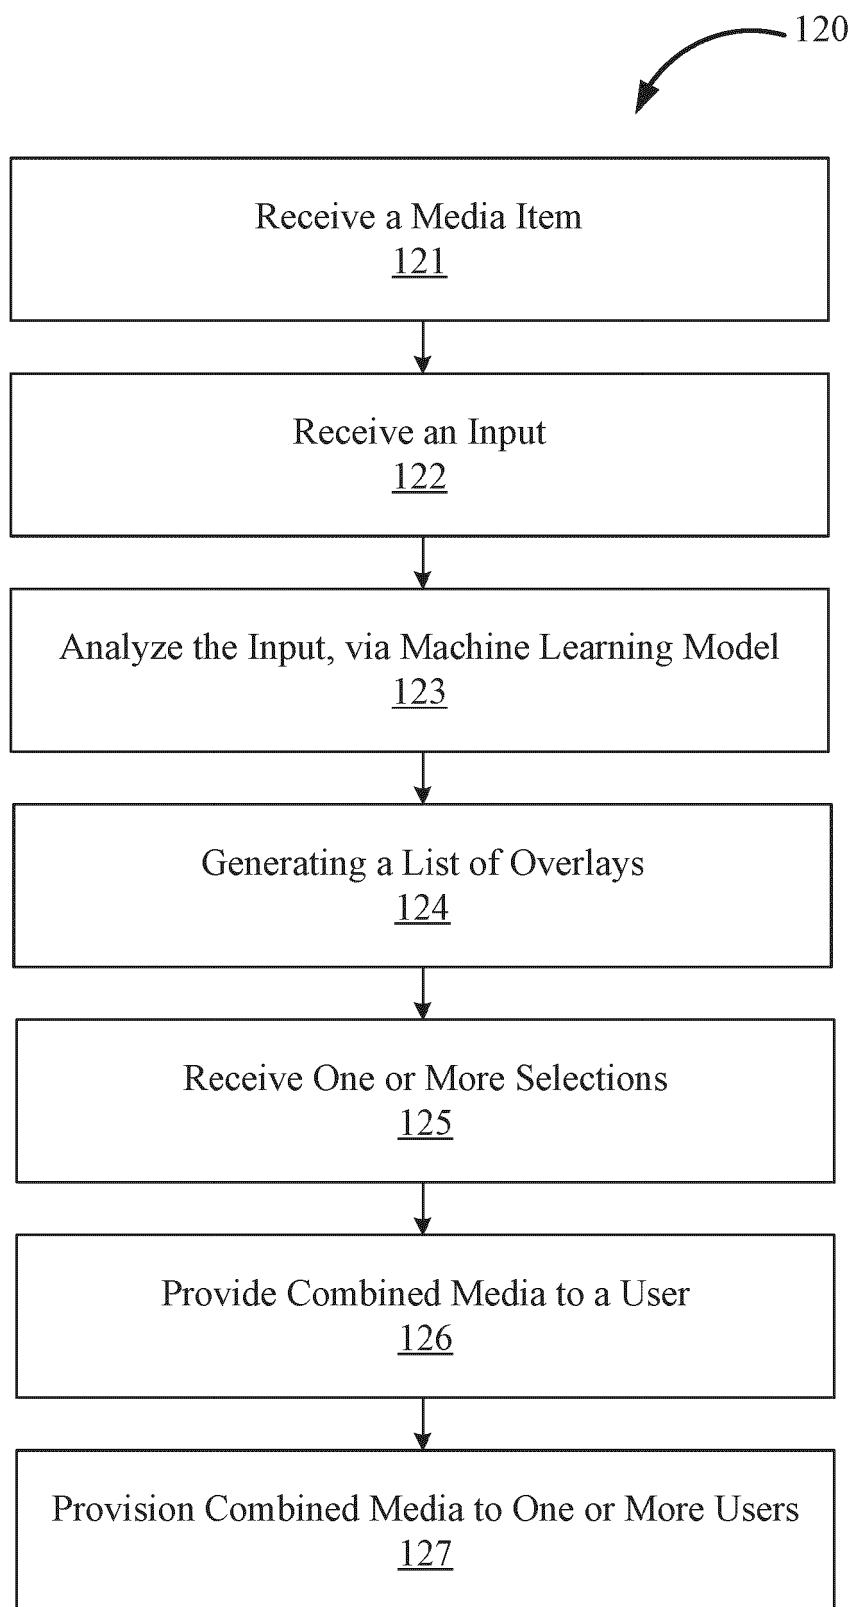 120
Receive a Media Item
121
Receive an Input
122
Analyze the Input, via Machine Learning Model
123
Generating a List of Overlays
124
Receive One or More Selections
125
Provide Combined Media to a User
126
Provision Combined Media to One or More Users
127